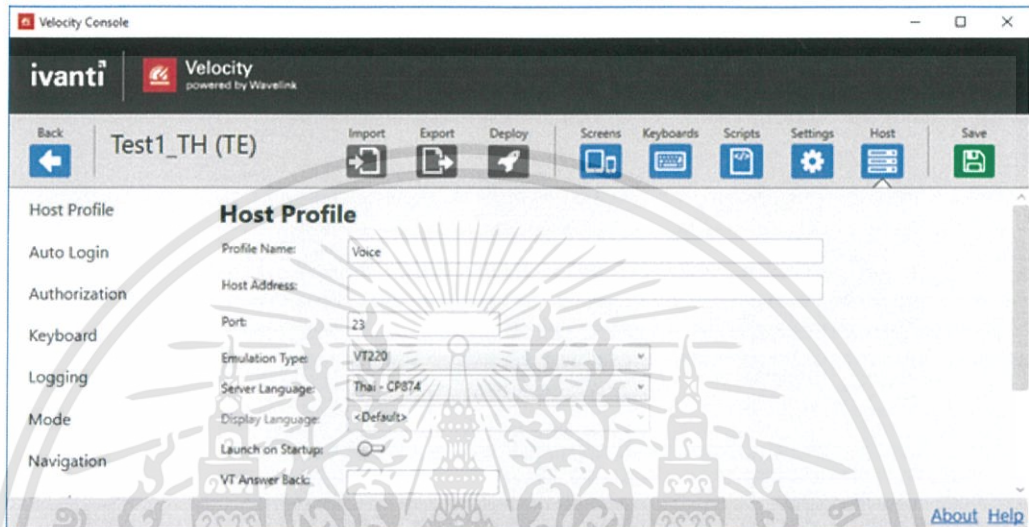 Velocity Console
ivanti
Velocity
powered by Wavelink
Back
Test1_TH (TE)
Import
Export
Deploy
Screens
Keyboards
Scripts
Settings
Host
Save
Host Profile
Auto Login
Authorization
Keyboard
Logging
Mode
Navigation
Host Profile
Profile Name: Voice
Host Address:
Port: 23
Emulation Type: VT220
Server Language: Thai - CP874
Display Language: <Default>
Launch on Startup:
VT Answer Back:
About Help